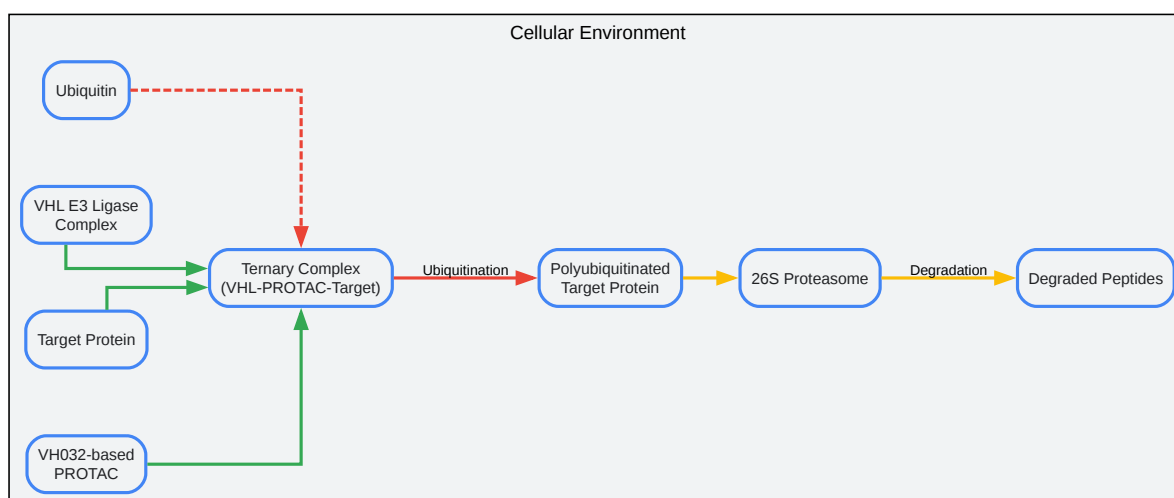 Cellular Environment
Ubiquitin
VHL E3 Ligase
Complex
Target Protein
VH032-based
PROTAC
Ternary Complex
(VHL-PROTAC-Target)
Ubiquitination
Polyubiquitinated
Target Protein
26S Proteasome
Degradation
Degraded Peptides